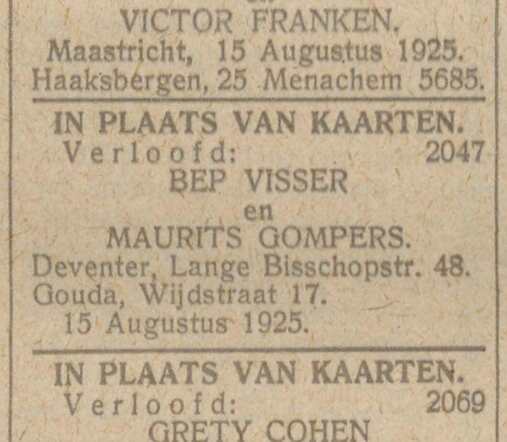 en
VICTOR FRANKEN.
Maastricht, 15 Augustus 1925.
Haaksbergen, 25 Menachem 5685.
IN PLAATS VAN KAARTEN.
Verloofd: 2047
BEP VISSER
en
MAURITS GOMPERS.
Deventer, Lange Bisschopstr. 48.
Gouda, Wijdstraat 17.
15 Augustus 1925.
IN PLAATS VAN KAARTEN.
Verloofd: 2069
GRETY COHEN